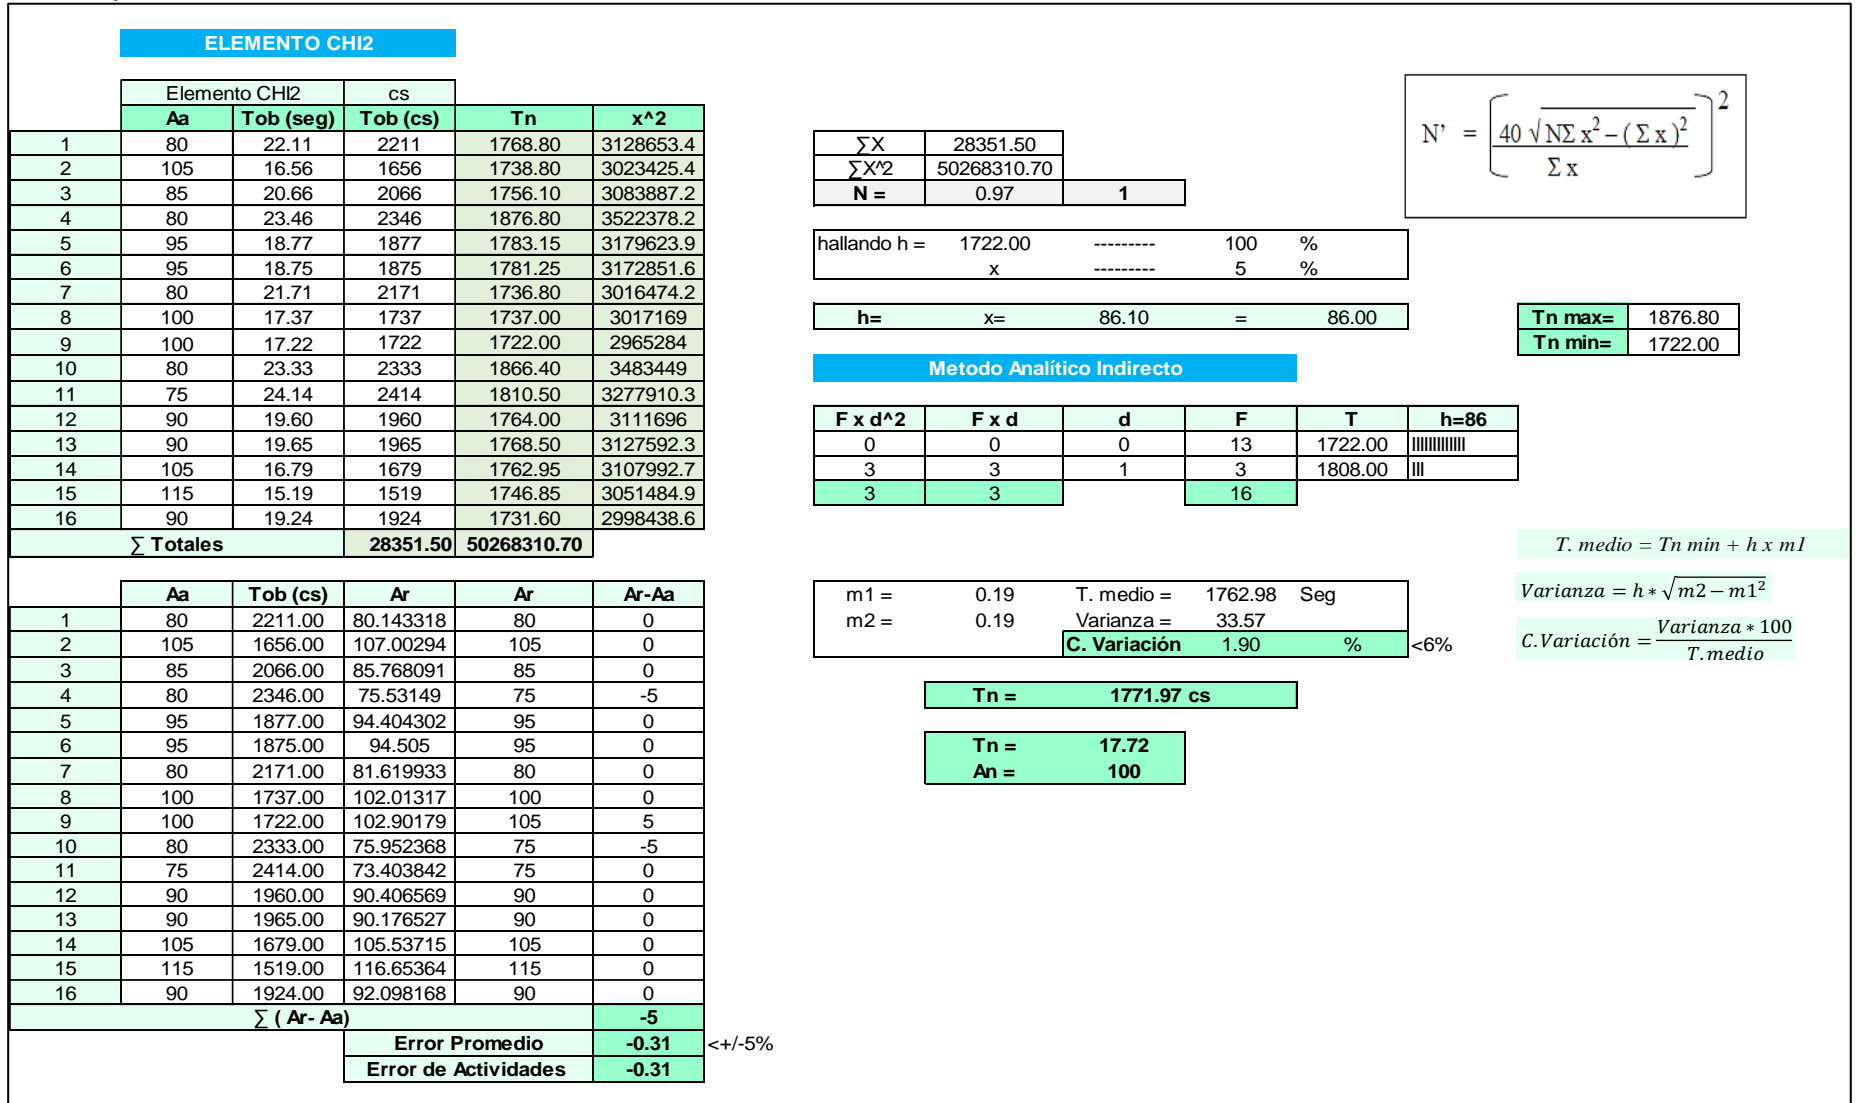 ELEMENTO CHI2
Elemento CHI2 cs
Aa Tob (seg) Tob (cs) Tn x^2
1 80 22.11 2211 1768.80 3128653.4
2 105 16.56 1656 1738.80 3023425.4
3 85 20.66 2066 1756.10 3083887.2
4 80 23.46 2346 1876.80 3522378.2
5 95 18.77 1877 1783.15 3179623.9
6 95 18.75 1875 1781.25 3172851.6
7 80 21.71 2171 1736.80 3016474.2
8 100 17.37 1737 1737.00 3017169
9 100 17.22 1722 1722.00 2965284
10 80 23.33 2333 1866.40 3483449
11 75 24.14 2414 1810.50 3277910.3
12 90 19.60 1960 1764.00 3111696
13 90 19.65 1965 1768.50 3127592.3
14 105 16.79 1679 1762.95 3107992.7
15 115 15.19 1519 1746.85 3051484.9
16 90 19.24 1924 1731.60 2998438.6
∑ Totales 28351.50 50268310.70
∑X 28351.50
∑X^2 50268310.70
N = 0.97 1
N' = (40 √NΣx² – (Σx)² / Σx)²
hallando h = 1722.00 --------- 100 %
x --------- 5 %
h= x= 86.10 = 86.00
Tn max= 1876.80
Tn min= 1722.00
Metodo Analítico Indirecto
F x d^2 F x d d F T h=86
0 0 0 13 1722.00 IIIIIIIIIIIII
3 3 1 3 1808.00 III
3 3 16
T. medio = Tn min + h x m1
Varianza = h * √m2 − m1²
C.Variación = Varianza * 100 / T.medio
m1 = 0.19 T. medio = 1762.98 Seg
m2 = 0.19 Varianza = 33.57
C. Variación 1.90 % <6%
Tn = 1771.97 cs
Tn = 17.72
An = 100
Aa Tob (cs) Ar Ar Ar-Aa
1 80 2211.00 80.143318 80 0
2 105 1656.00 107.00294 105 0
3 85 2066.00 85.768091 85 0
4 80 2346.00 75.53149 75 -5
5 95 1877.00 94.404302 95 0
6 95 1875.00 94.505 95 0
7 80 2171.00 81.619933 80 0
8 100 1737.00 102.01317 100 0
9 100 1722.00 102.90179 105 5
10 80 2333.00 75.952368 75 -5
11 75 2414.00 73.403842 75 0
12 90 1960.00 90.406569 90 0
13 90 1965.00 90.176527 90 0
14 105 1679.00 105.53715 105 0
15 115 1519.00 116.65364 115 0
16 90 1924.00 92.098168 90 0
∑ ( Ar- Aa) -5
Error Promedio -0.31 <+/-5%
Error de Actividades -0.31